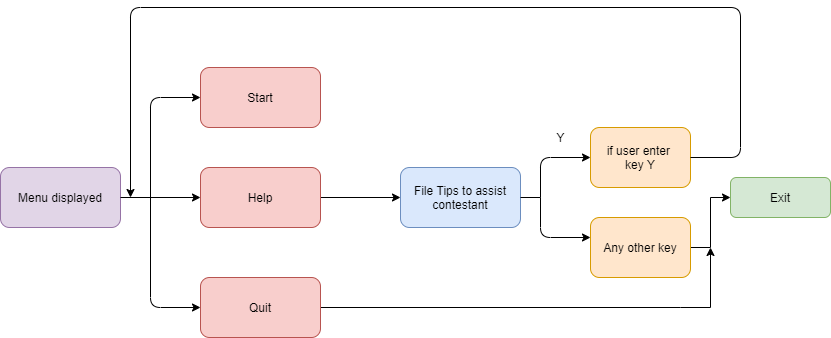 Start
Y
if user enter
key Y
Menu displayed
Help
File Tips to assist
contestant
Exit
Any other key
Quit